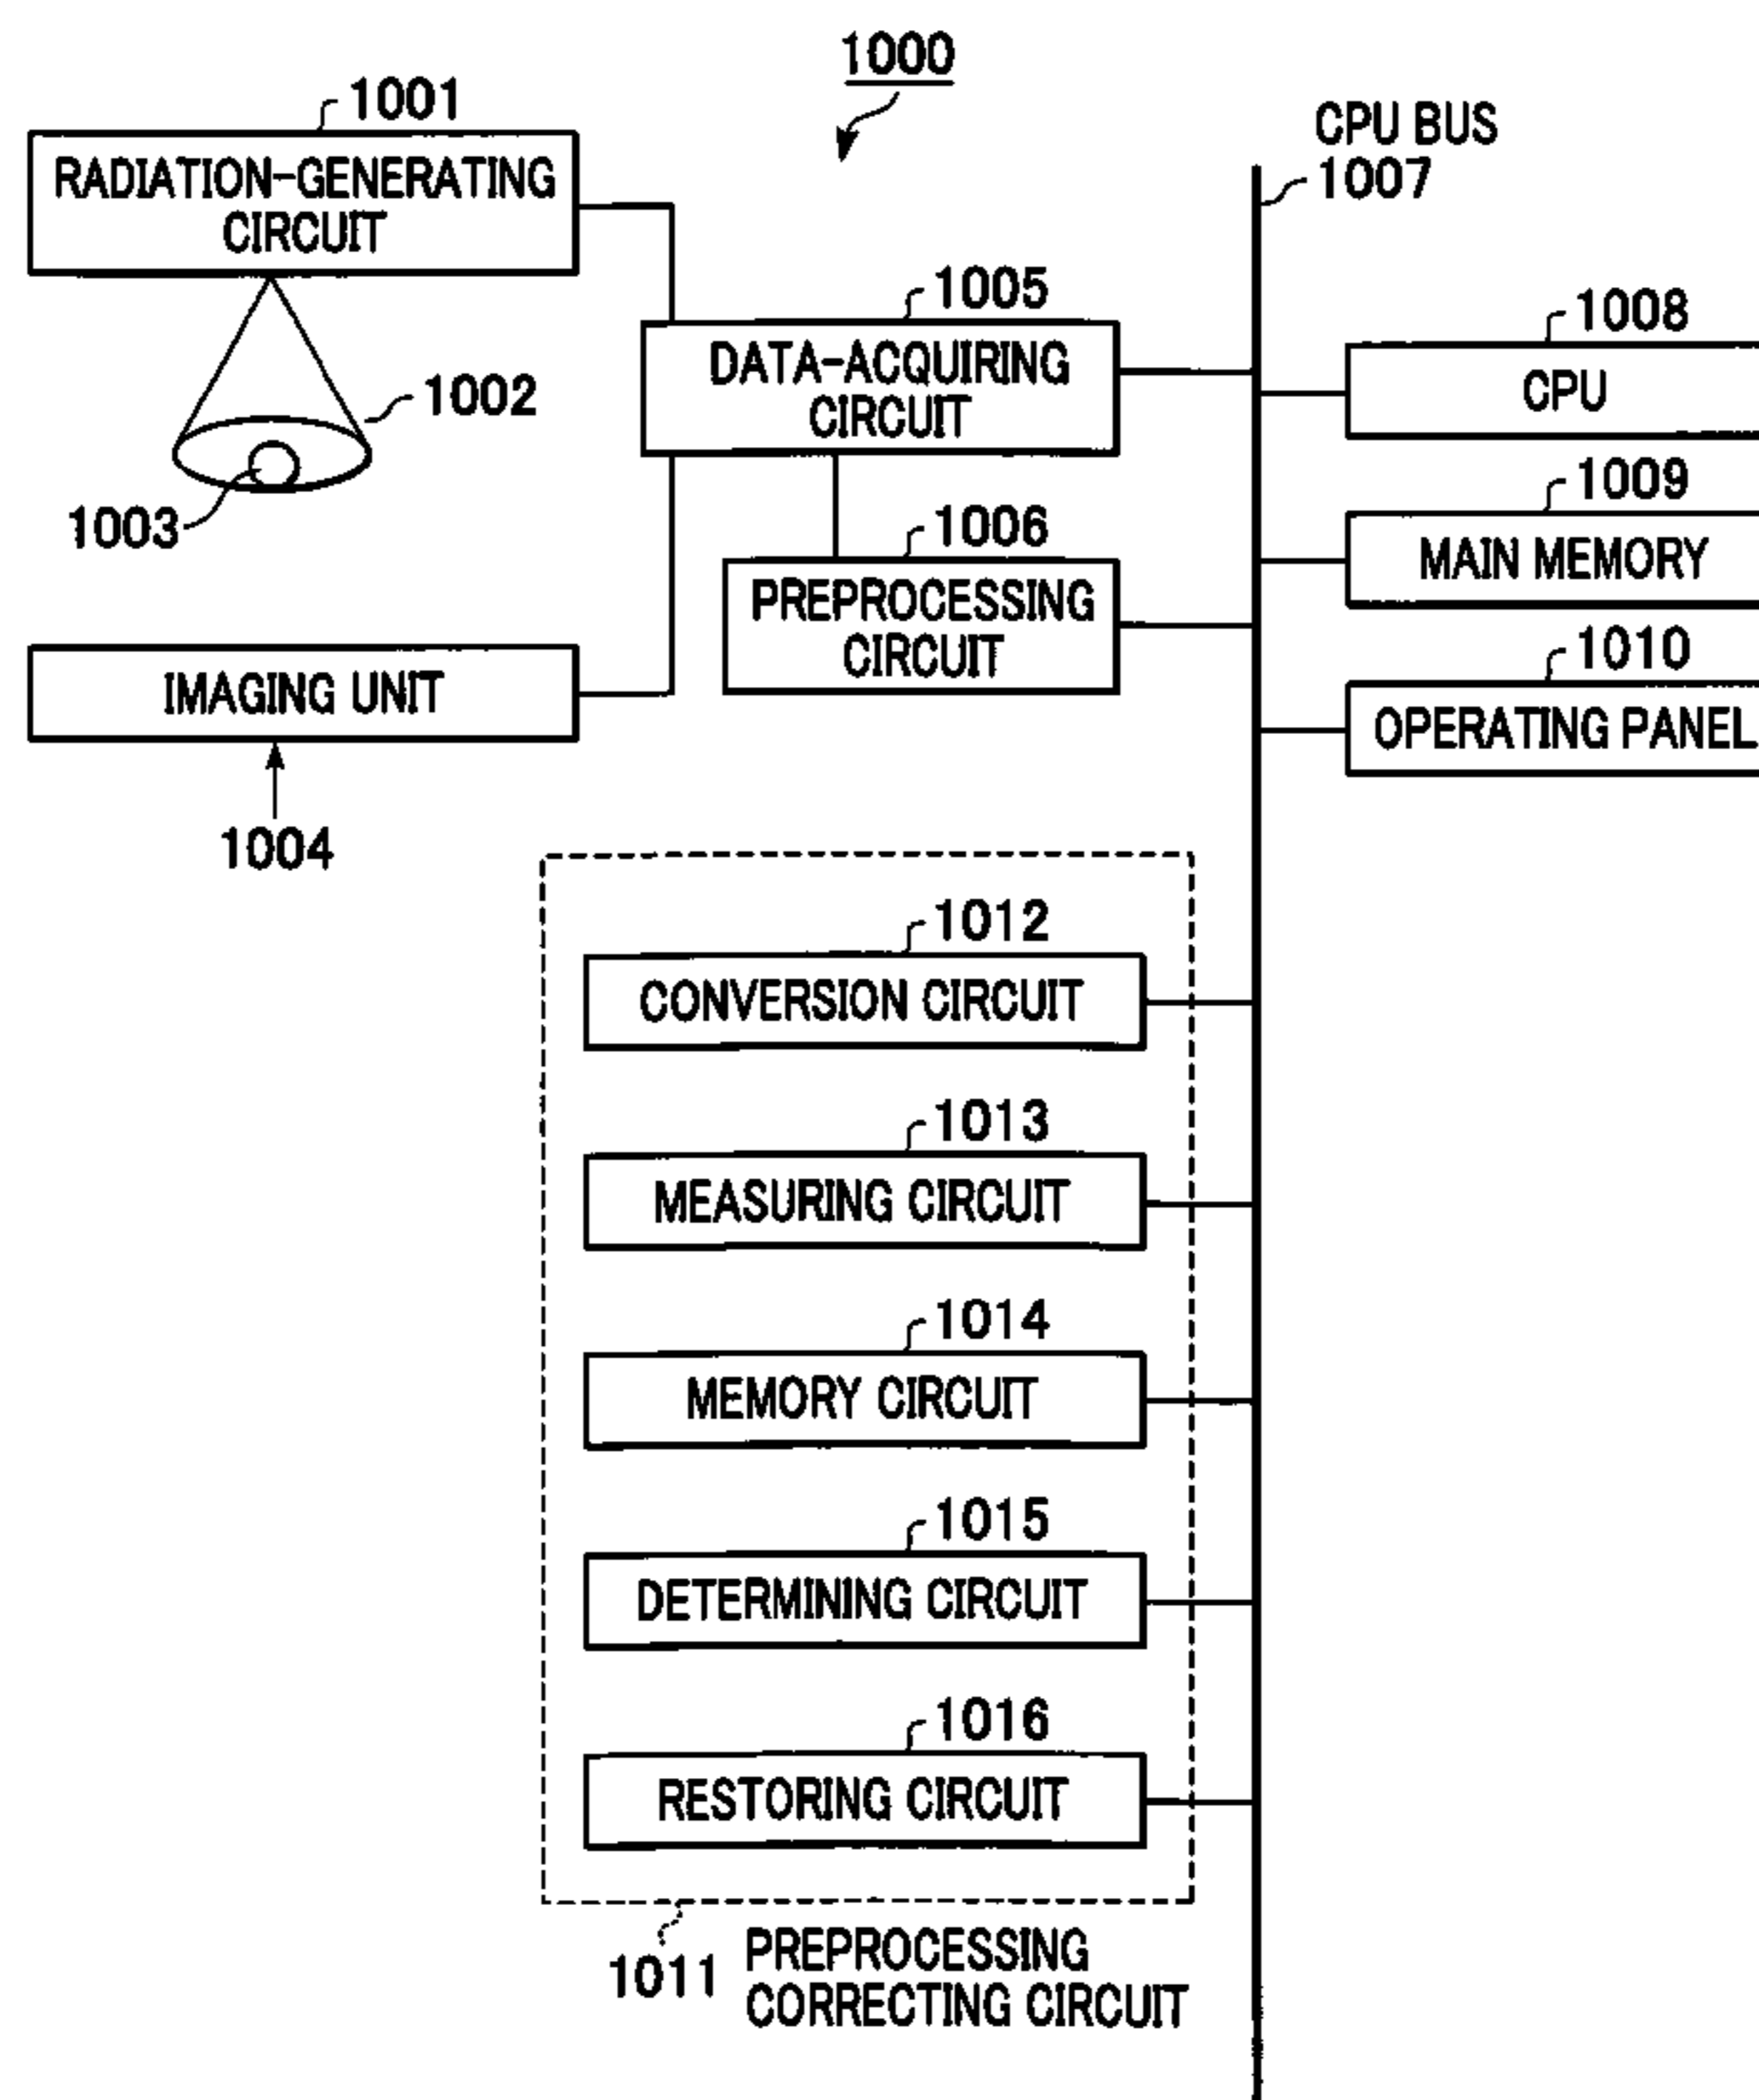 1000
1001
RADIATION-GENERATING
CIRCUIT
1002
1003
IMAGING UNIT
1004
1005
DATA-ACQUIRING
CIRCUIT
1006
PREPROCESSING
CIRCUIT
CPU BUS
1007
1008
CPU
1009
MAIN MEMORY
1010
OPERATING PANEL
1012
CONVERSION CIRCUIT
1013
MEASURING CIRCUIT
1014
MEMORY CIRCUIT
1015
DETERMINING CIRCUIT
1016
RESTORING CIRCUIT
1011
PREPROCESSING
CORRECTING CIRCUIT